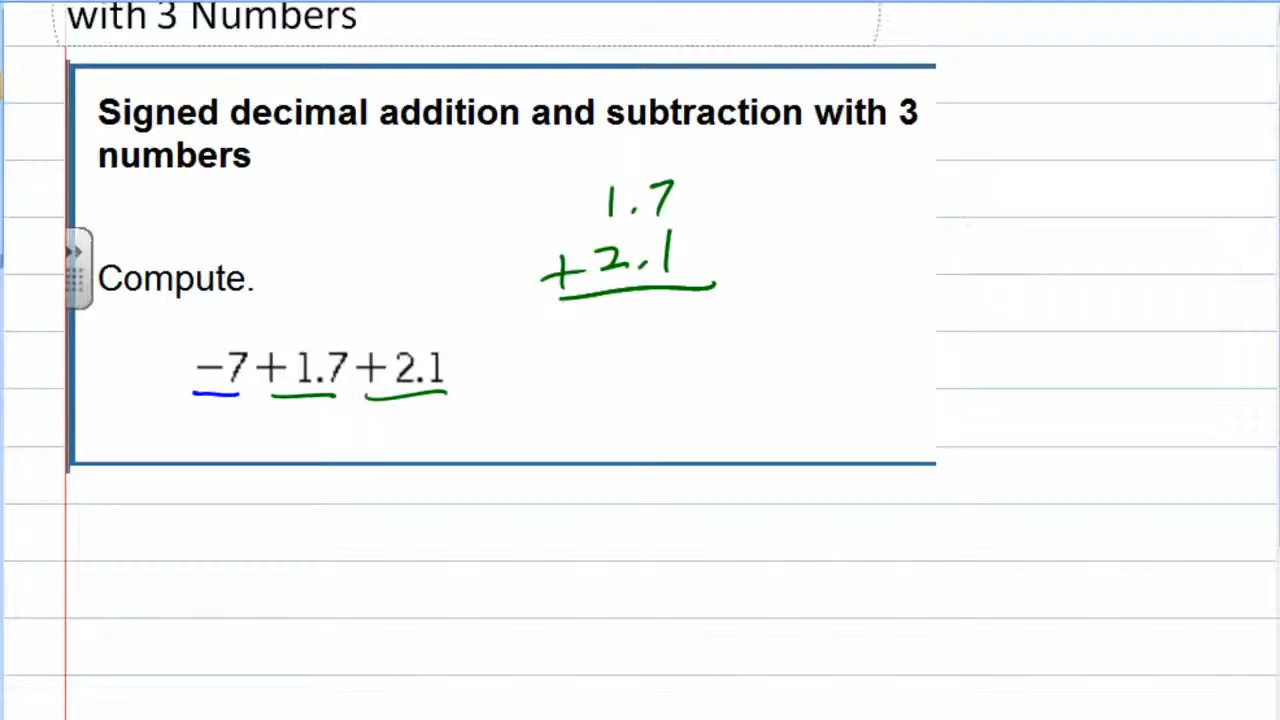 with 3 Numbers
Signed decimal addition and subtraction with 3
numbers
1.7
+2.1
Compute.
−7+1.7+2.1